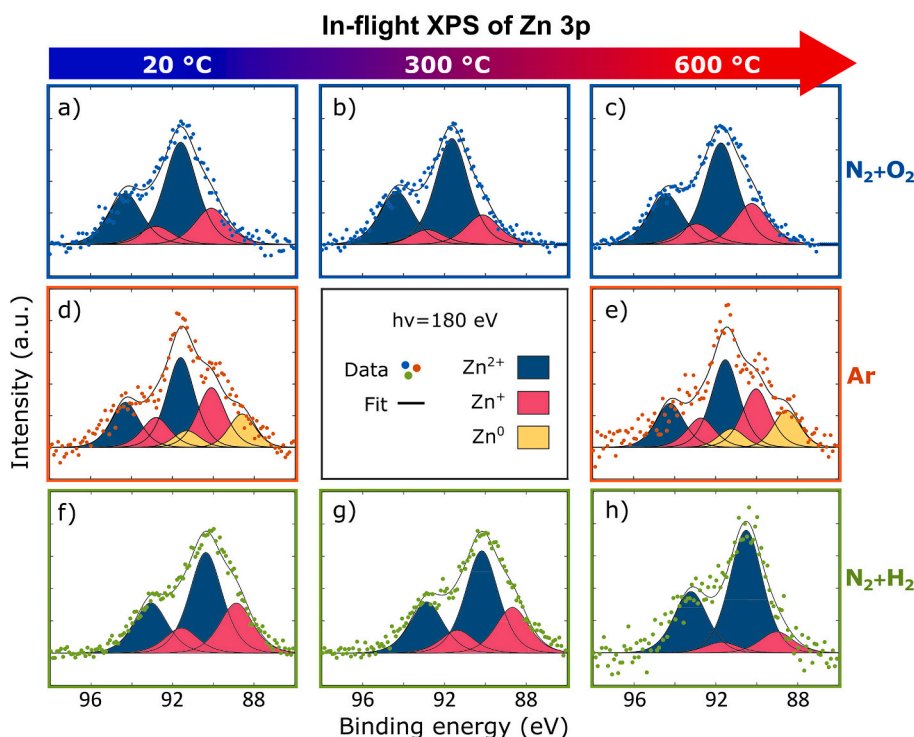 In-flight XPS of Zn 3p
20 °C 300 °C 600 °C
a) b) c)
N₂+O₂
d) e)
hν=180 eV
Data
Fit
Zn²⁺
Zn⁺
Zn⁰
Ar
f) g) h)
N₂+H₂
Intensity (a.u.)
96 92 88 96 92 88 96 92 88
Binding energy (eV)